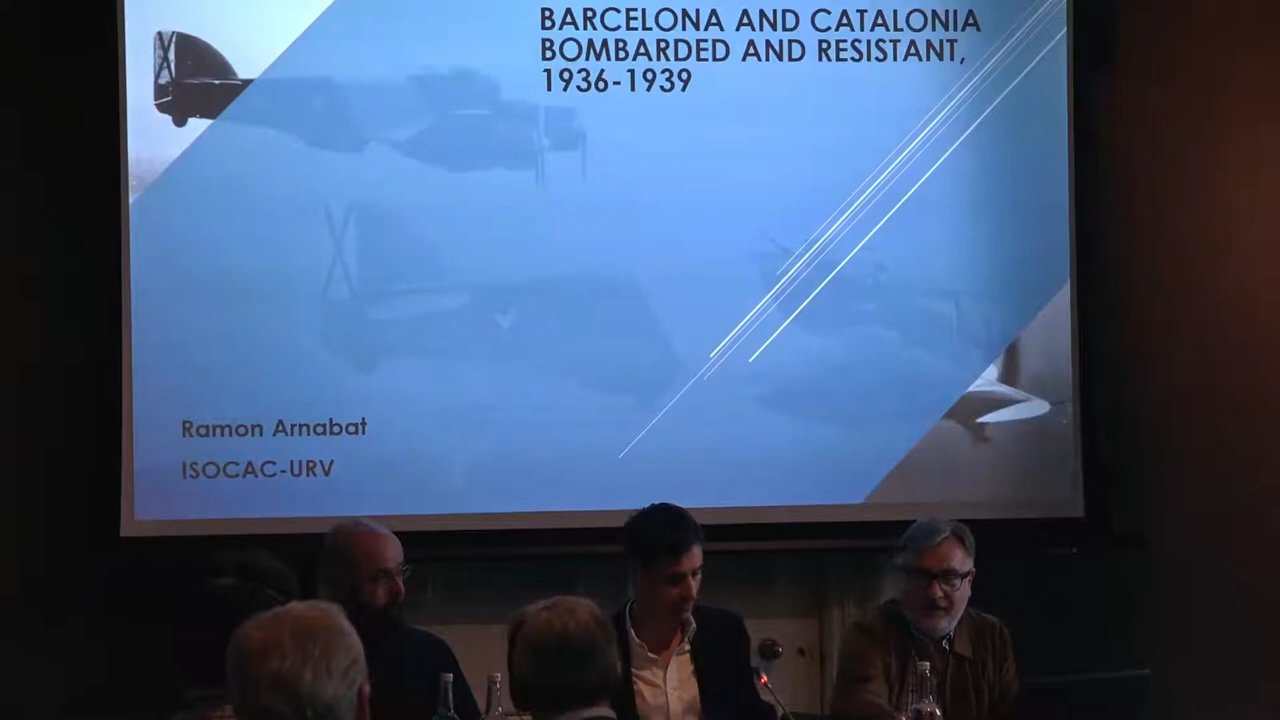 BARCELONA AND CATALONIA
BOMBARDED AND RESISTANT,
1936-1939
Ramon Arnabat
ISOCAC-URV